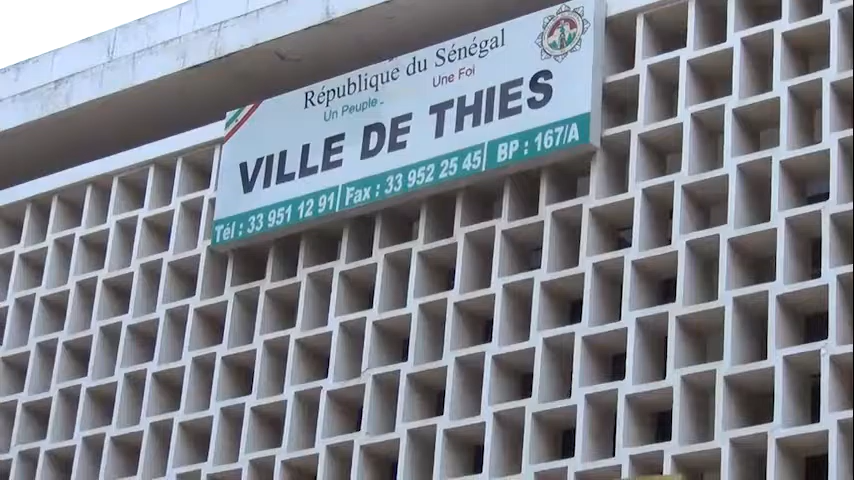 République du Sénégal
Un Peuple - Une Foi
VILLE DE THIES
Tél : 33 951 12 91 Fax : 33 952 25 45 BP : 167/A